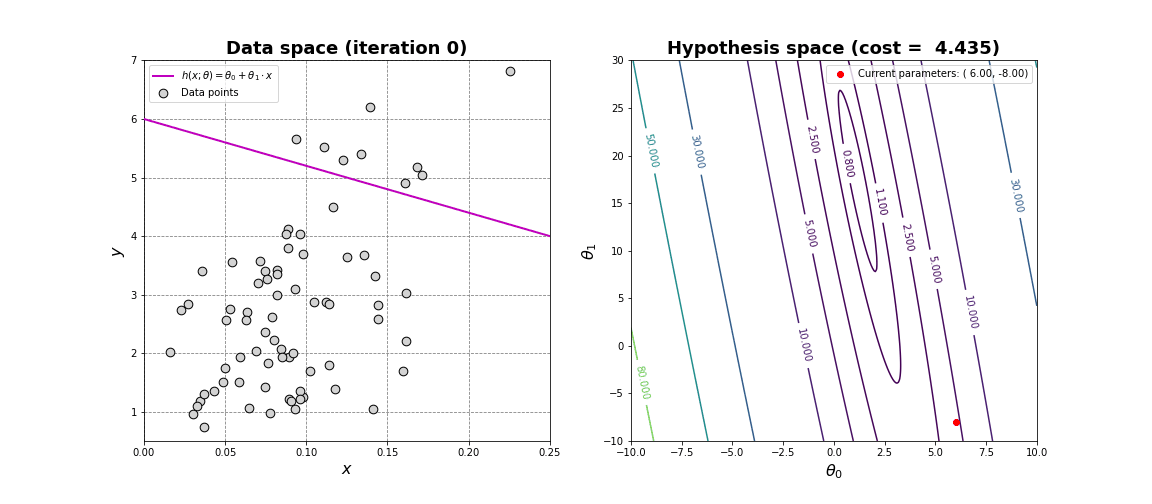 Data space (iteration 0)
h(x; θ) = θ₀ + θ₁ · x
Data points
7
6
5
4
3
2
1
y
0.00 0.05 0.10 0.15 0.20 0.25
x
Hypothesis space (cost = 4.435)
Current parameters: ( 6.00, -8.00)
30
25
20
15
10
5
0
−5
−10
θ₁
50.000
30.000
2.500
0.800
1.100
30.000
5.000
2.500
5.000
10.000
10.000
80.000
−10.0 −7.5 −5.0 −2.5 0.0 2.5 5.0 7.5 10.0
θ₀